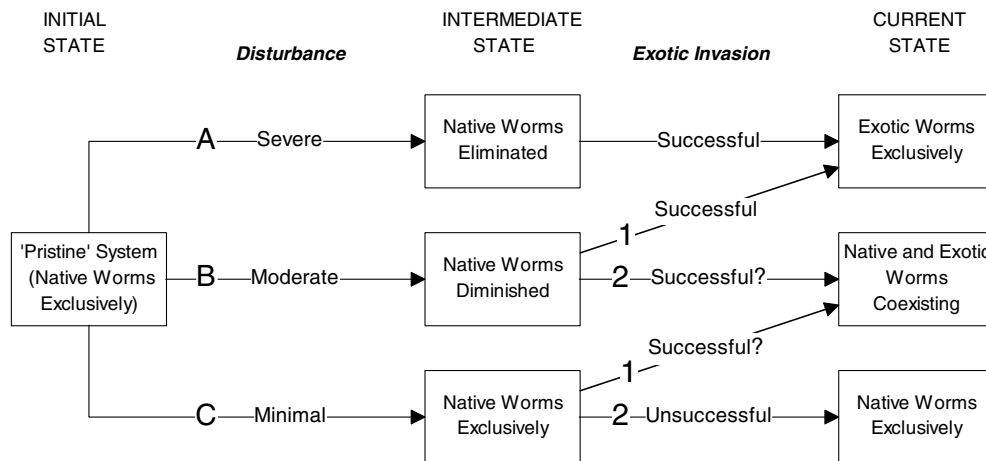 INITIAL
STATE
Disturbance
INTERMEDIATE
STATE
Exotic Invasion
CURRENT
STATE
A Severe
Native Worms
Eliminated
Successful
Exotic Worms
Exclusively
1 Successful
'Pristine' System
(Native Worms
Exclusively)
B Moderate
Native Worms
Diminished
2 Successful?
Native and Exotic
Worms
Coexisting
1 Successful?
C Minimal
Native Worms
Exclusively
2 Unsuccessful
Native Worms
Exclusively